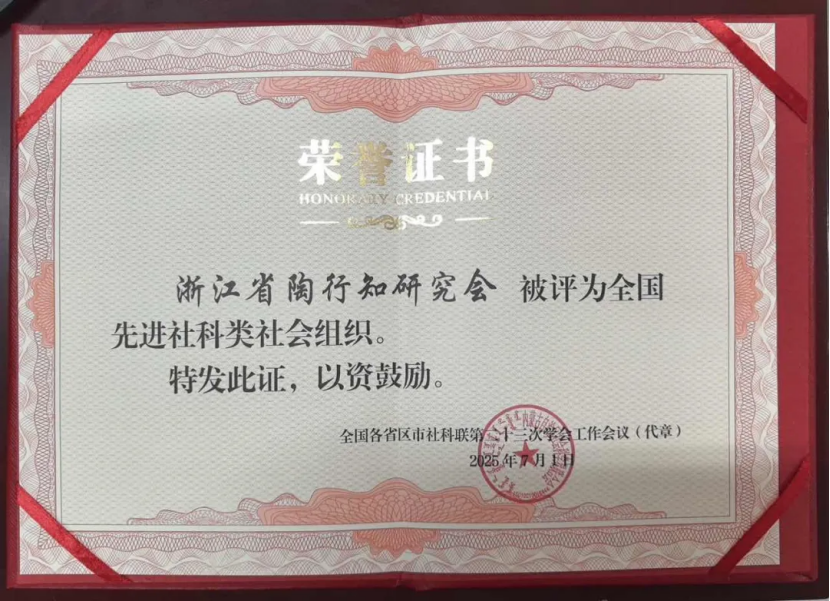 荣誉证书
HONORARY CREDENTIAL
浙江省陶行知研究会 被评为全国
先进社科类社会组织。
特发此证，以资鼓励。
全国各省区市社科联第二十三次学会工作会议（代章）
2025年7月1日